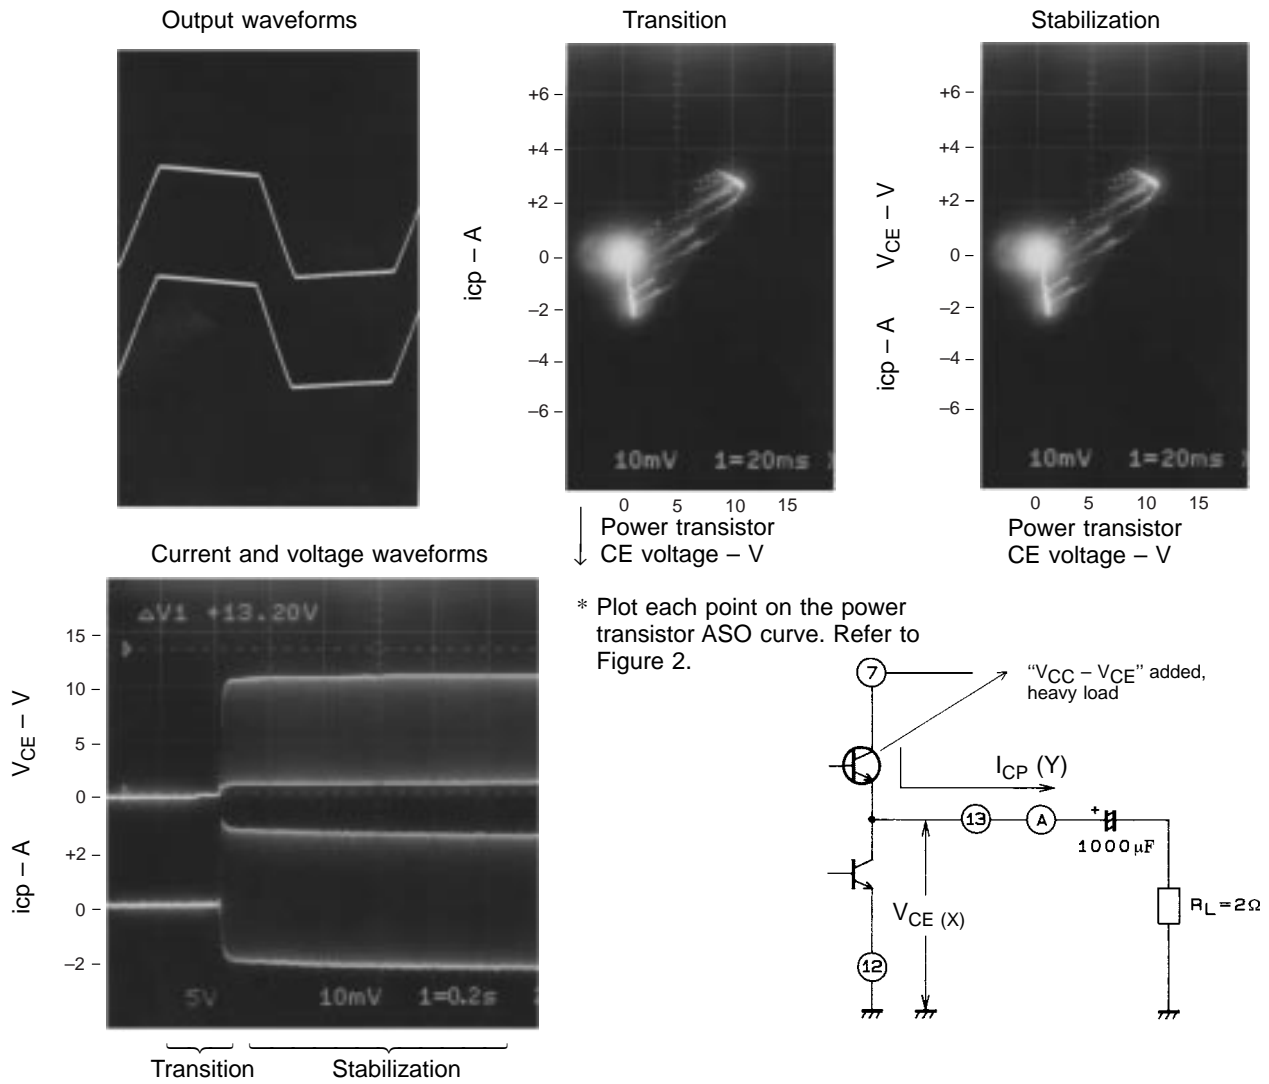 Output waveforms
Transition
Stabilization
icp – A
+6
+4
+2
0
–2
–4
–6
10mV 1=20ms
0 5 10 15
Power transistor
CE voltage – V
VCE – V
icp – A
+6
+4
+2
0
–2
–4
–6
10mV 1=20ms
0 5 10 15
Power transistor
CE voltage – V
Current and voltage waveforms
VCE – V
icp – A
△V1 +13.20V
15
10
5
0
+2
0
–2
5V 10mV 1=0.2s
Transition
Stabilization
* Plot each point on the power
transistor ASO curve. Refer to
Figure 2.
7
“VCC – VCE” added,
heavy load
ICP (Y)
13
A
+
1000 μF
VCE (X)
RL=2Ω
12